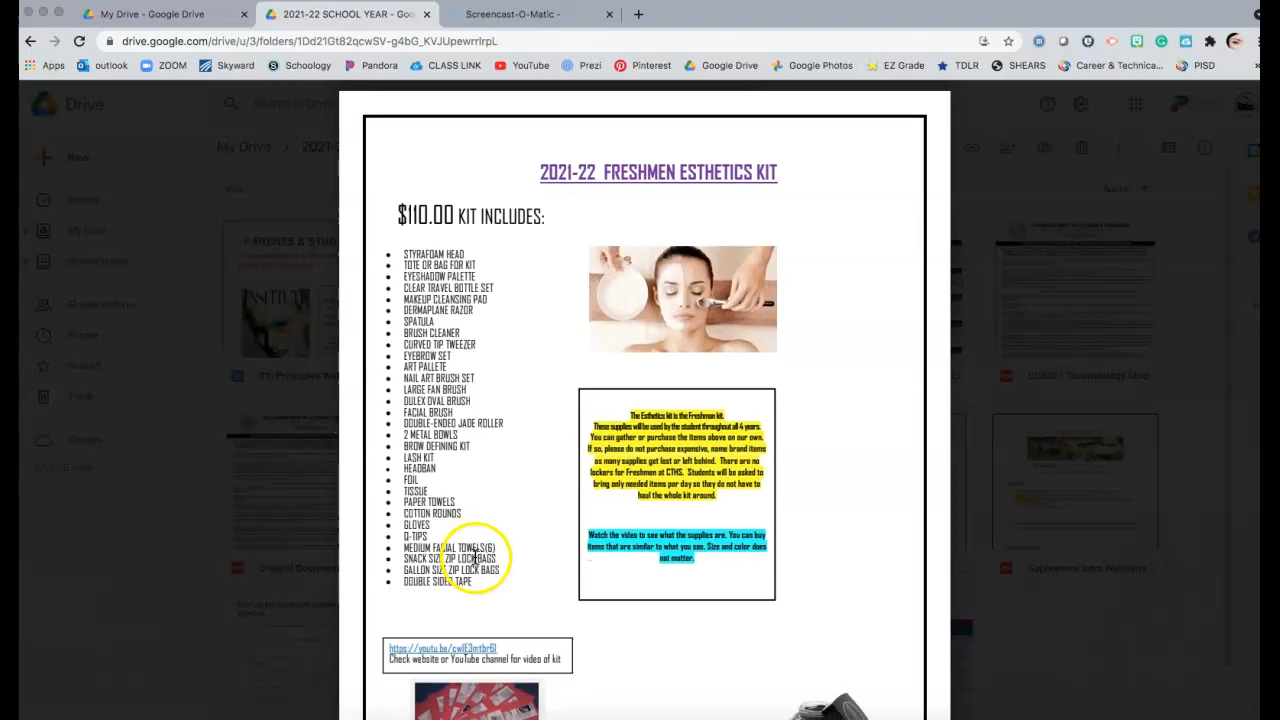 My Drive - Google Drive
2021-22 SCHOOL YEAR - Goo
Screencast-O-Matic -
drive.google.com/drive/u/3/folders/1Dd21Gt82qcwSV-g4bG_KVJUpewrrlrpL
Apps outlook ZOOM Skyward Schoology Pandora CLASS LINK YouTube Prezi Pinterest Google Drive Google Photos EZ Grade TDLR SHEARS Career & Technica... PISD
Drive
Search in Drive
New
My Drive
2021-22 FRESHMEN ESTHETICS KIT
$110.00 KIT INCLUDES:
STYRAFOAM HEAD
TOTE OR BAG FOR KIT
EYESHADOW PALETTE
CLEAR TRAVEL BOTTLE SET
MAKEUP CLEANSING PAD
DERMAPLANE RAZOR
SPATULA
BRUSH CLEANER
CURVED TIP TWEEZER
EYEBROW SET
ART PALLETE
NAIL ART BRUSH SET
LARGE FAN BRUSH
DULEX OVAL BRUSH
FACIAL BRUSH
DOUBLE-ENDED JADE ROLLER
2 METAL BOWLS
BROW DEFINING KIT
LASH KIT
HEADBAN
FOIL
TISSUE
PAPER TOWELS
COTTON ROUNDS
GLOVES
Q-TIPS
MEDIUM FACIAL TOWELS(6)
SNACK SIZE ZIP LOCK BAGS
GALLON SIZE ZIP LOCK BAGS
DOUBLE SIDED TAPE
The Esthetics kit is the Freshman kit.
These supplies will be used by the student throughout all 4 years.
You can gather or purchase the items above on our own.
If so, please do not purchase expensive, name brand items
as many supplies get lost or left behind. There are no
lockers for Freshmen at CTHS. Students will be asked to
bring only needed items per day so they do not have to
haul the whole kit around.
Watch the video to see what the supplies are. You can buy
items that are similar to what you see. Size and color does
not matter.
Check website or YouTube channel for video of kit